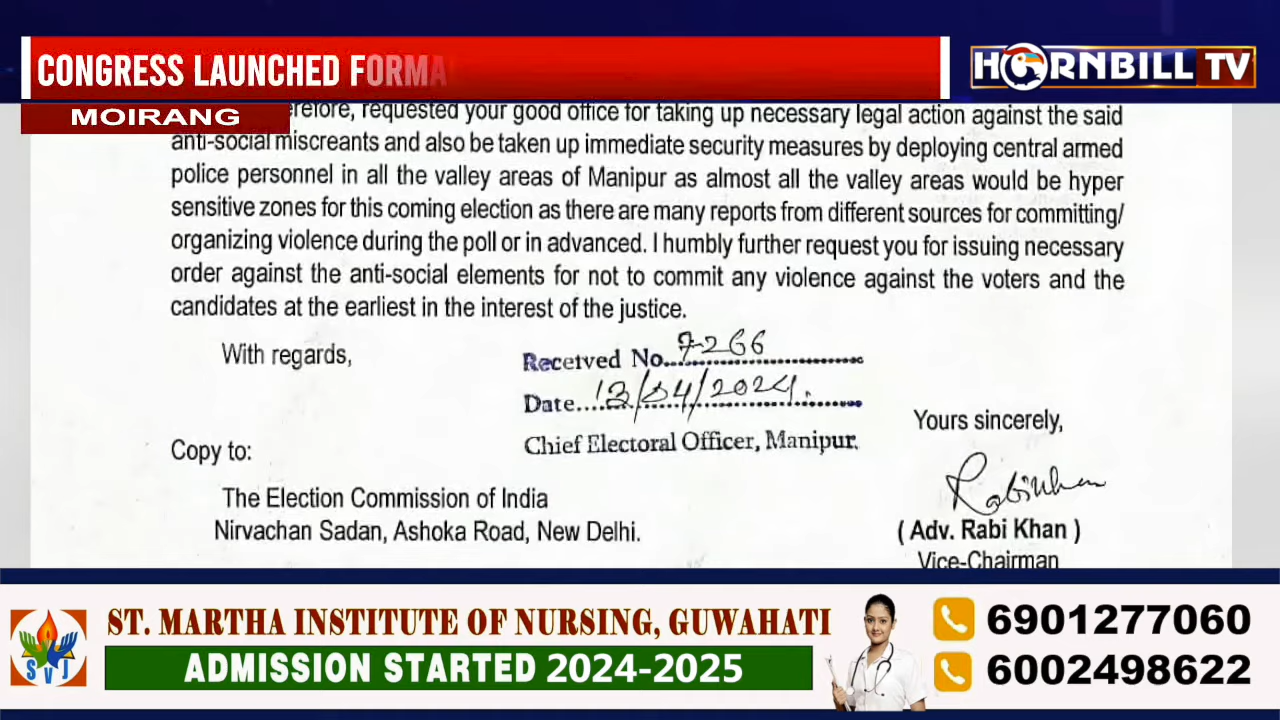 CONGRESS LAUNCHED FORMA
HORNBILL TV
MOIRANG
erefore, requested your good office for taking up necessary legal action against the said
anti-social miscreants and also be taken up immediate security measures by deploying central armed
police personnel in all the valley areas of Manipur as almost all the valley areas would be hyper
sensitive zones for this coming election as there are many reports from different sources for committing/
organizing violence during the poll or in advanced. I humbly further request you for issuing necessary
order against the anti-social elements for not to commit any violence against the voters and the
candidates at the earliest in the interest of the justice.
With regards,
Received No. 7-266
Date 13/04/2024.
Chief Electoral Officer, Manipur.
Yours sincerely,
Copy to:
The Election Commission of India
Nirvachan Sadan, Ashoka Road, New Delhi.
Rabi Khan
( Adv. Rabi Khan )
Vice-Chairman
ST. MARTHA INSTITUTE OF NURSING, GUWAHATI
ADMISSION STARTED 2024-2025
SVJ
6901277060
6002498622